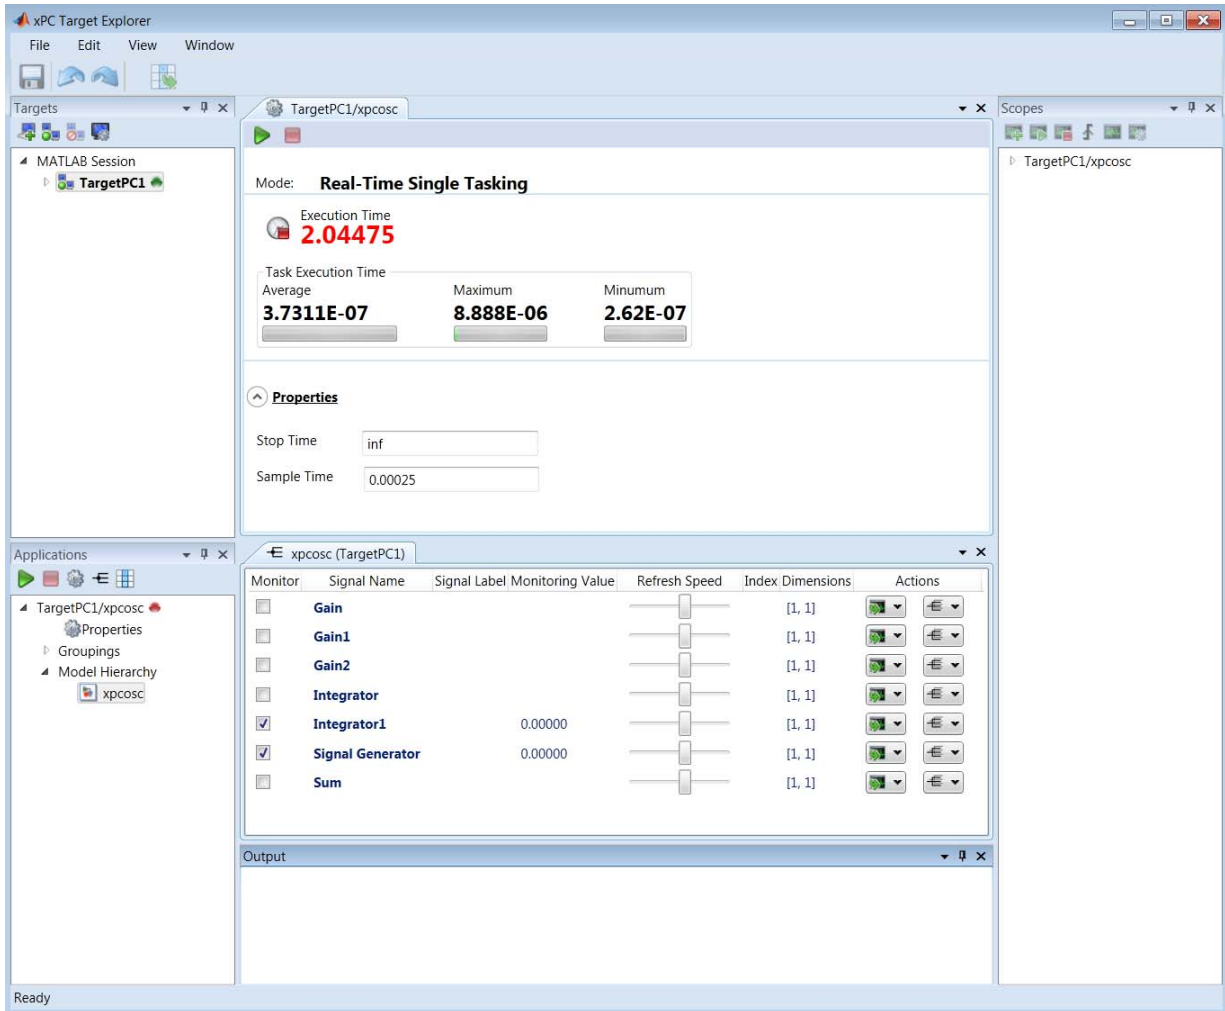 xPC Target Explorer
File Edit View Window
Targets
MATLAB Session
TargetPC1
TargetPC1/xpcosc
Mode: Real-Time Single Tasking
Execution Time
2.04475
Task Execution Time
Average Maximum Minumum
3.7311E-07 8.888E-06 2.62E-07
Properties
Stop Time inf
Sample Time 0.00025
Scopes
TargetPC1/xpcosc
Applications
TargetPC1/xpcosc
Properties
Groupings
Model Hierarchy
xpcosc
xpcosc (TargetPC1)
Monitor Signal Name Signal Label Monitoring Value Refresh Speed Index Dimensions Actions
Gain [1, 1]
Gain1 [1, 1]
Gain2 [1, 1]
Integrator [1, 1]
Integrator1 0.00000 [1, 1]
Signal Generator 0.00000 [1, 1]
Sum [1, 1]
Output
Ready